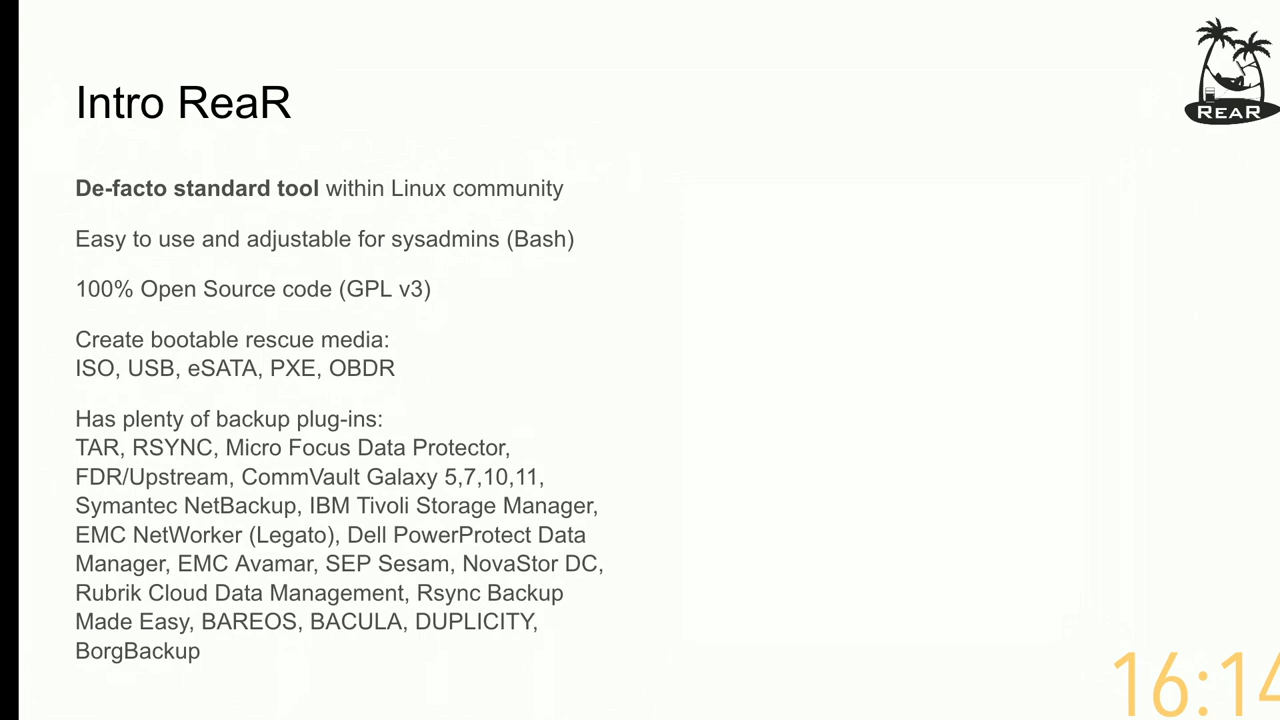 Intro ReaR
REAR
De-facto standard tool within Linux community
Easy to use and adjustable for sysadmins (Bash)
100% Open Source code (GPL v3)
Create bootable rescue media:
ISO, USB, eSATA, PXE, OBDR
Has plenty of backup plug-ins:
TAR, RSYNC, Micro Focus Data Protector,
FDR/Upstream, CommVault Galaxy 5,7,10,11,
Symantec NetBackup, IBM Tivoli Storage Manager,
EMC NetWorker (Legato), Dell PowerProtect Data
Manager, EMC Avamar, SEP Sesam, NovaStor DC,
Rubrik Cloud Data Management, Rsync Backup
Made Easy, BAREOS, BACULA, DUPLICITY,
BorgBackup
16:14